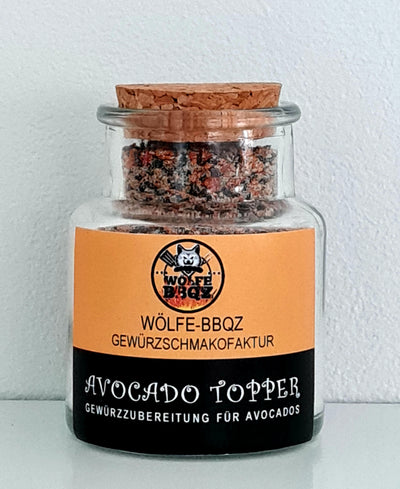 WÖLFE
BBQZ
WÖLFE-BBQZ
GEWÜRZSCHMAKOFAKTUR
AVOCADO TOPPER
GEWÜRZZUBEREITUNG FÜR AVOCADOS